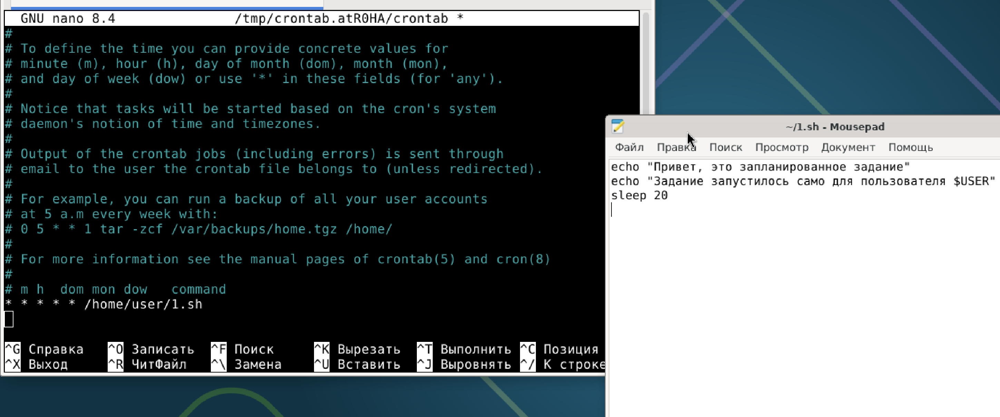 GNU nano 8.4 /tmp/crontab.atR0HA/crontab *
#
# To define the time you can provide concrete values for
# minute (m), hour (h), day of month (dom), month (mon),
# and day of week (dow) or use '*' in these fields (for 'any').
#
# Notice that tasks will be started based on the cron's system
# daemon's notion of time and timezones.
#
# Output of the crontab jobs (including errors) is sent through
# email to the user the crontab file belongs to (unless redirected).
#
# For example, you can run a backup of all your user accounts
# at 5 a.m every week with:
# 0 5 * * 1 tar -zcf /var/backups/home.tgz /home/
#
# For more information see the manual pages of crontab(5) and cron(8)
#
# m h  dom mon dow   command
* * * * * /home/user/1.sh
^G Справка ^O Записать ^F Поиск ^K Вырезать ^T Выполнить ^C Позиция
^X Выход ^R ЧитФайл ^\ Замена ^U Вставить ^J Выровнять ^/ К строке
~/1.sh - Mousepad
Файл Правка Поиск Просмотр Документ Помощь
echo "Привет, это запланированное задание"
echo "Задание запустилось само для пользователя $USER"
sleep 20